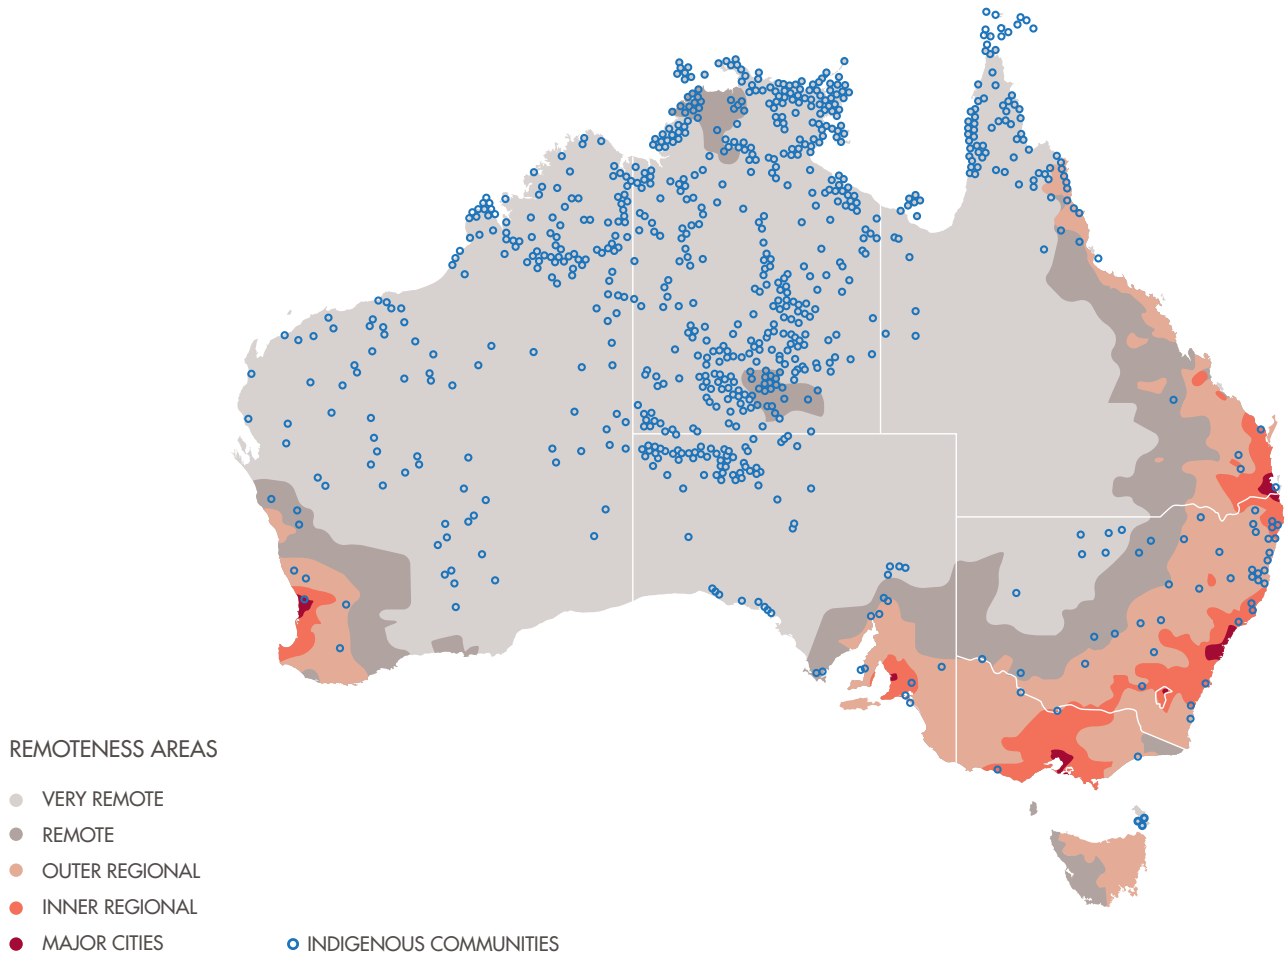 REMOTENESS AREAS
VERY REMOTE
REMOTE
OUTER REGIONAL
INNER REGIONAL
MAJOR CITIES
INDIGENOUS COMMUNITIES